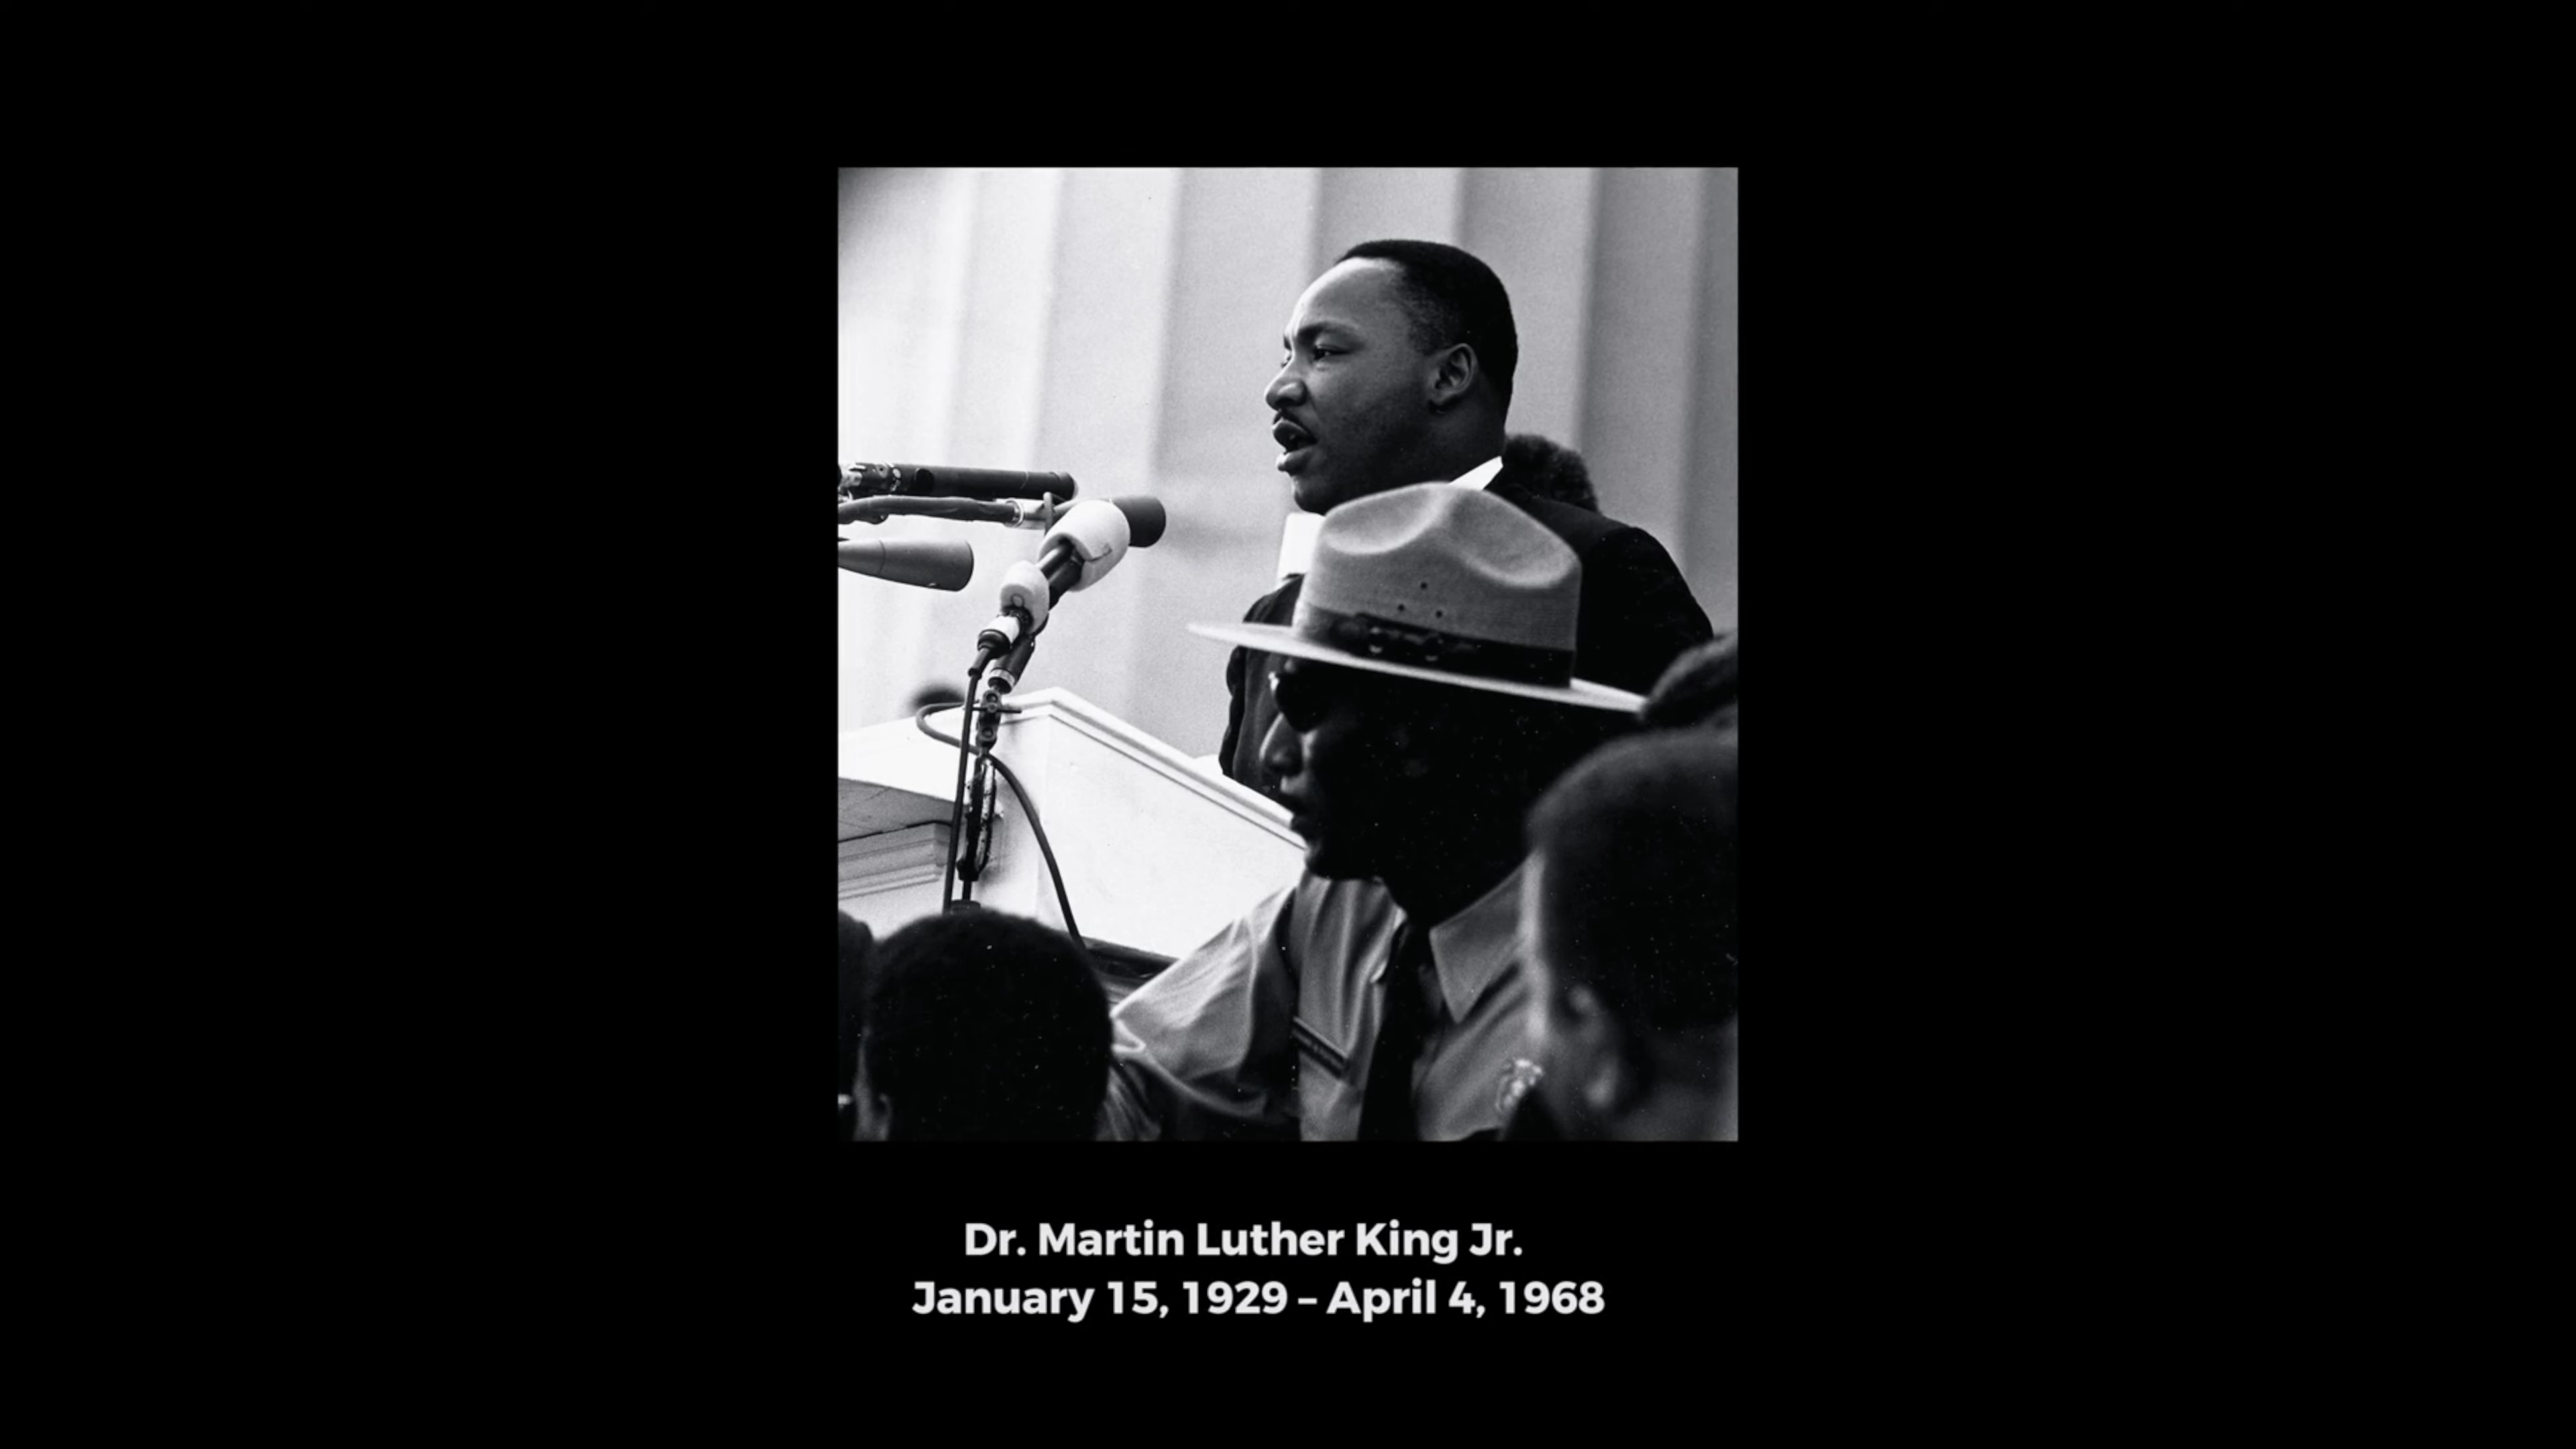 Dr. Martin Luther King Jr.
January 15, 1929 – April 4, 1968